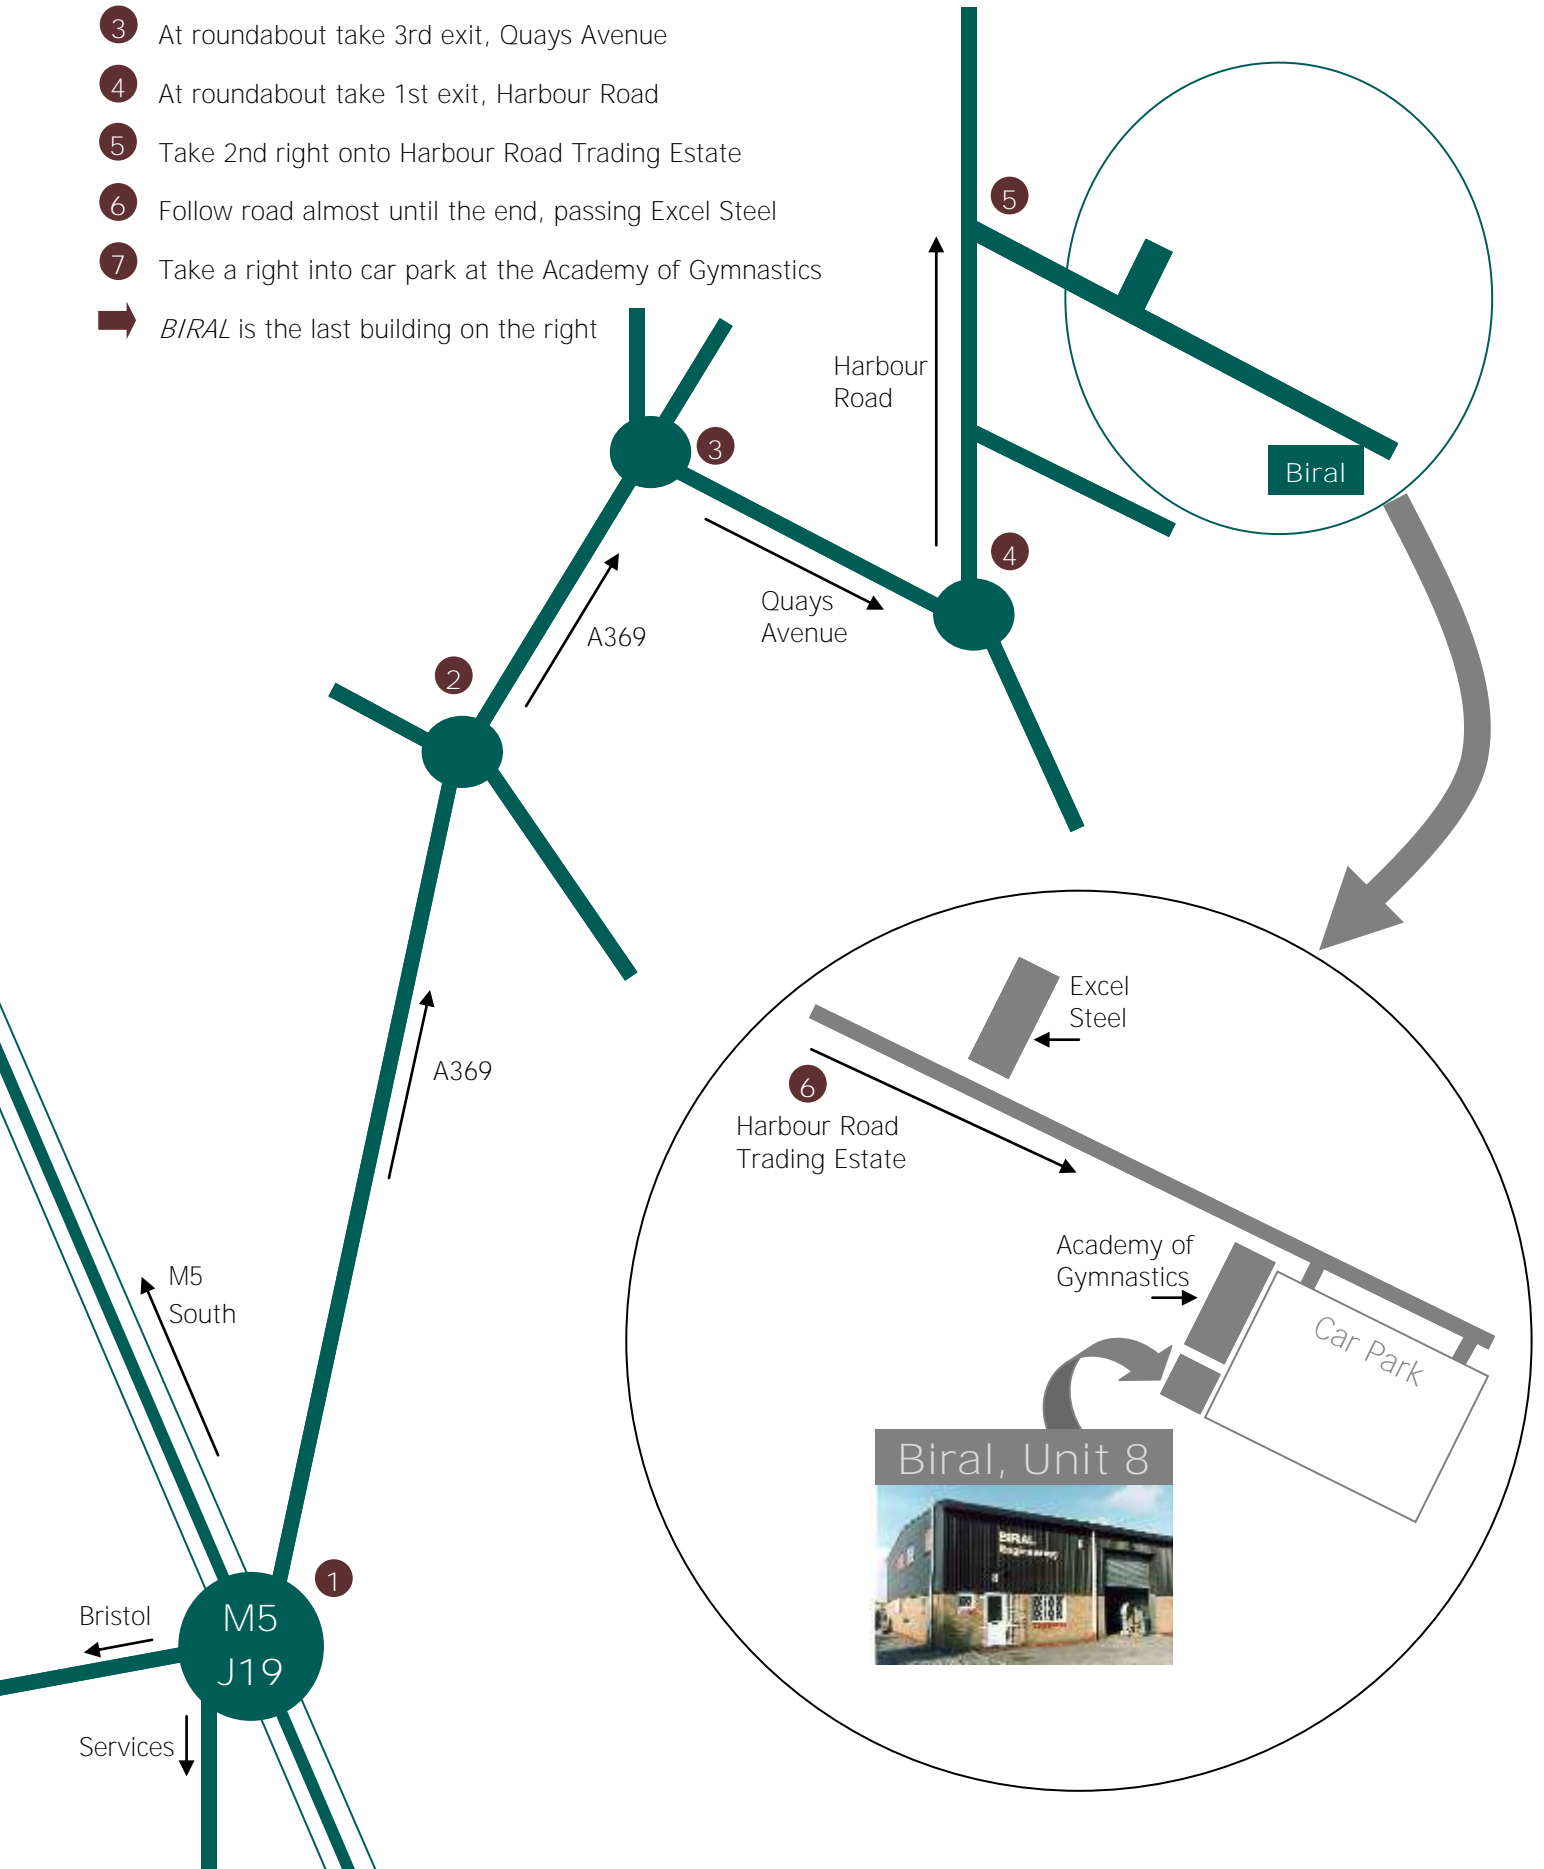 3 At roundabout take 3rd exit, Quays Avenue
4 At roundabout take 1st exit, Harbour Road
5 Take 2nd right onto Harbour Road Trading Estate
6 Follow road almost until the end, passing Excel Steel
7 Take a right into car park at the Academy of Gymnastics
BIRAL is the last building on the right
5
Harbour
Road
3
Biral
4
Quays
Avenue
A369
2
Excel
Steel
A369
6
Harbour Road
Trading Estate
Academy of
Gymnastics
M5
South
Car Park
Biral, Unit 8
BIRAL
1
Bristol
M5
J19
Services